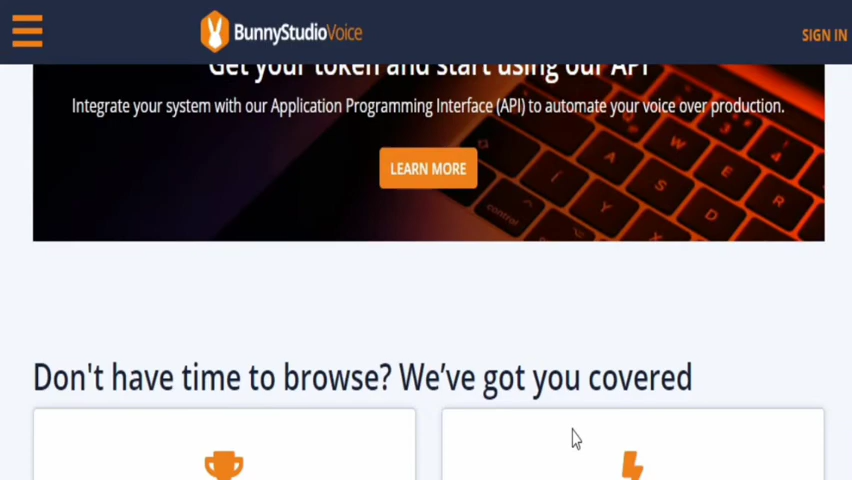 BunnyStudioVoice
SIGN IN
Get your token and start using our API
Integrate your system with our Application Programming Interface (API) to automate your voice over production.
LEARN MORE
control
A
W
E
S
D
R
Y
X
4
Don't have time to browse? We've got you covered